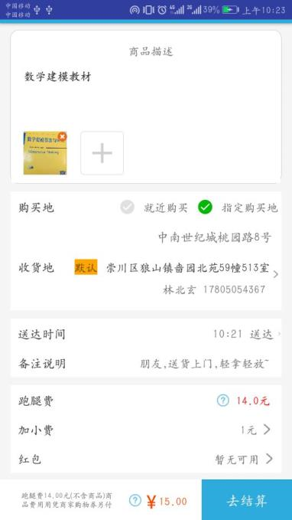 中国移动
中国移动
39% 上午10:23
商品描述
数学建模教材
购买地 就近购买 指定购买地
中南世纪城桃园路8号
收货地 默认 崇川区狼山镇啬园北苑59幢513室
林北玄 17805054367
送达时间 10:21 送达
备注说明 朋友,送货上门,轻拿轻放~
跑腿费 ? 14.0元
加小费 1元
红包 暂无可用
跑腿费14.00元(不含商品)商
品费用用凭商家购物券另付
? ¥15.00
去结算